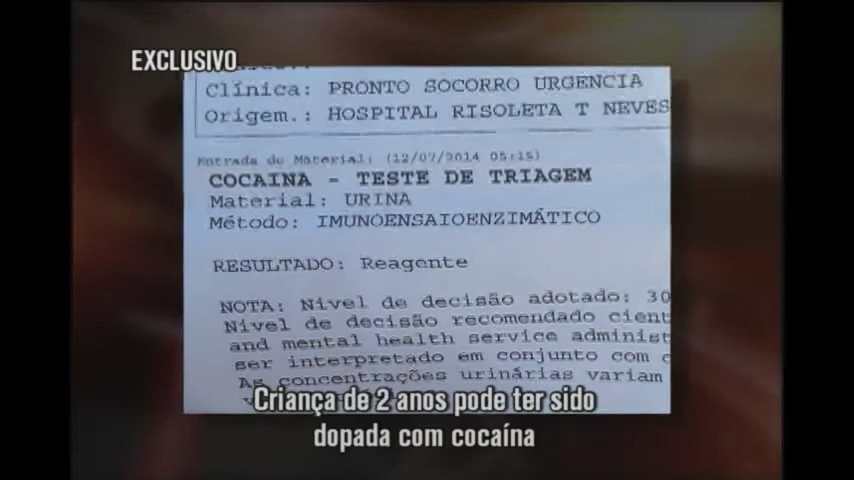 EXCLUSIVO
Clínica: PRONTO SOCORRO URGENCIA
Origem.: HOSPITAL RISOLETA T NEVES
Entrada de Material: (12/07/2014 05:15)
COCAINA - TESTE DE TRIAGEM
Material: URINA
Método: IMUNOENSAIOENZIMÁTICO
RESULTADO: Reagente
NOTA: Nivel de decisão adotado: 30
Nivel de decisão recomendado cient
and mental health service administ
ser interpretado em conjunto com
As concentrações urinárias variam
Criança de 2 anos pode ter sido
dopada com cocaína